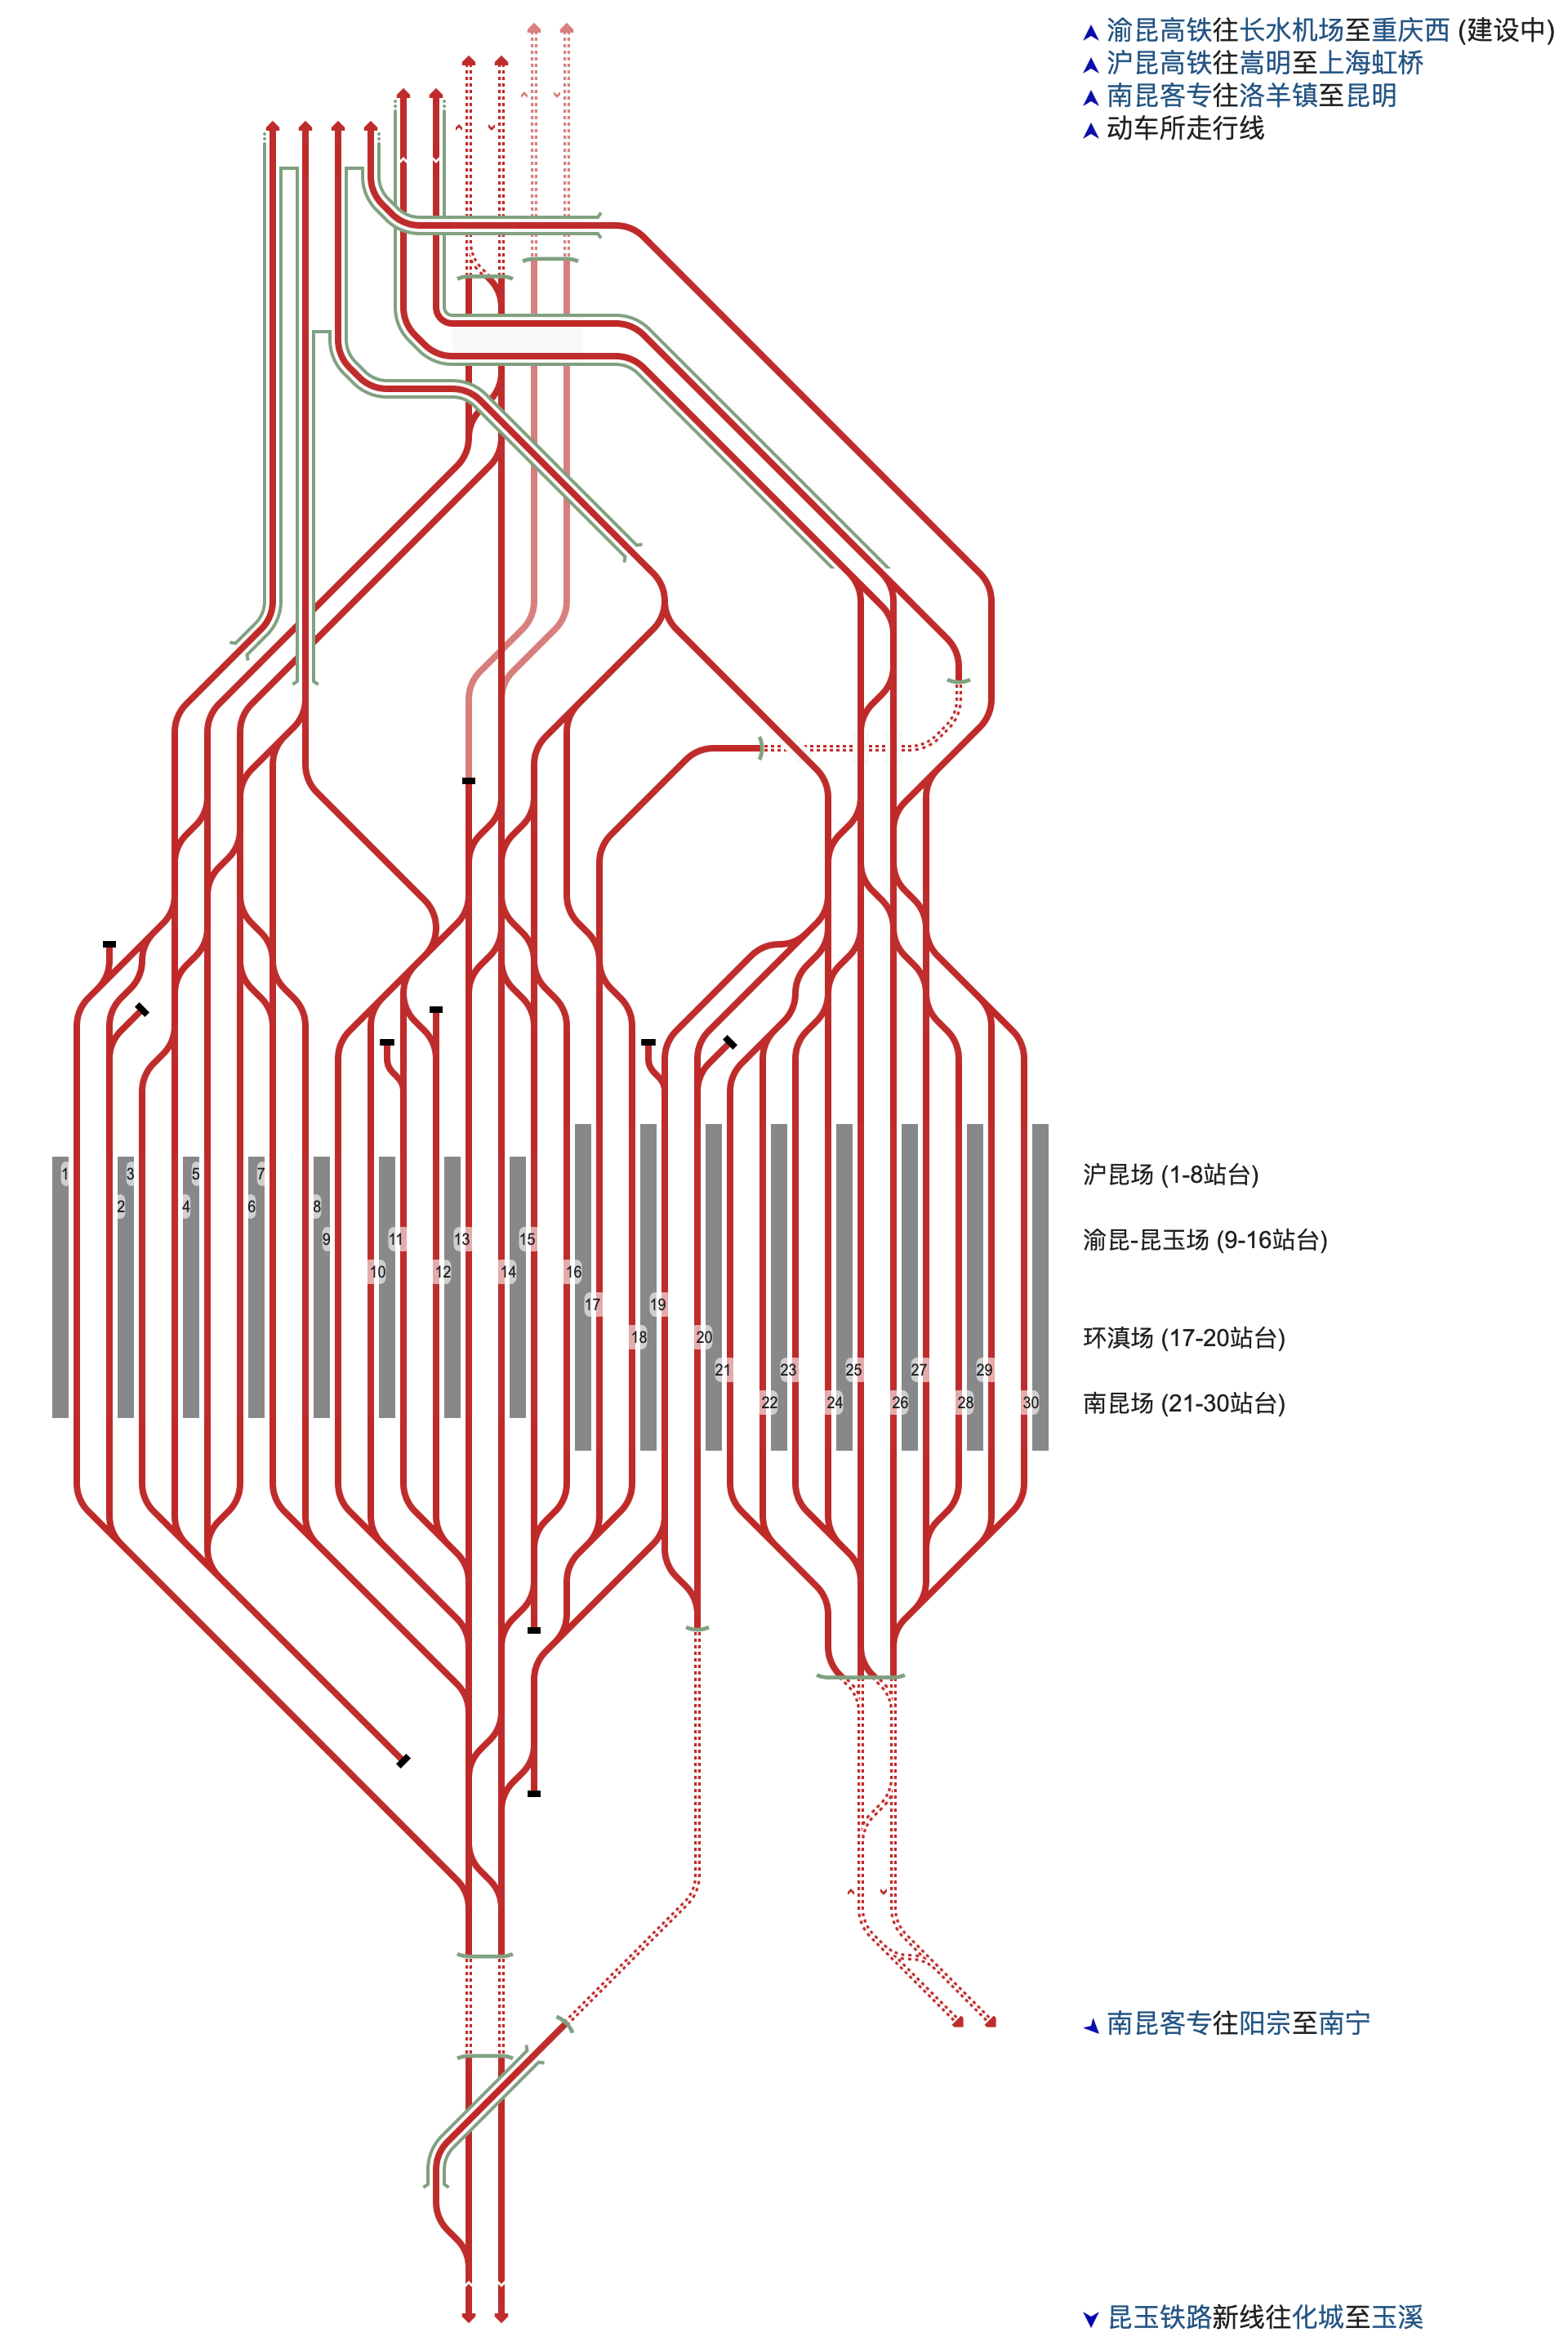 渝昆高铁往长水机场至重庆西 (建设中)
沪昆高铁往嵩明至上海虹桥
南昆客专往洛羊镇至昆明
动车所走行线
1 3 5 7 沪昆场 (1-8站台)
2 4 6 8
9 11 13 15 渝昆-昆玉场 (9-16站台)
10 12 14 16
17 19
18 20 环滇场 (17-20站台)
21 23 25 27 29
22 24 26 28 30 南昆场 (21-30站台)
南昆客专往阳宗至南宁
昆玉铁路新线往化城至玉溪